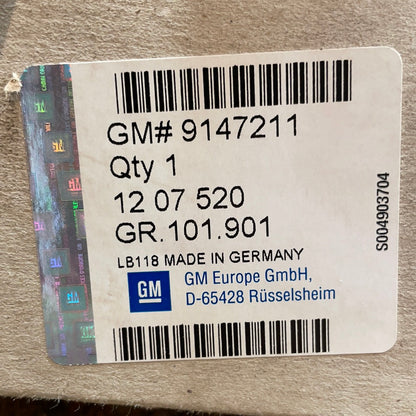 GM# 9147211
Qty 1
12 07 520
GR.101.901
LB118 MADE IN GERMANY
GM
GM Europe GmbH,
D-65428 Rüsselsheim
S004903704